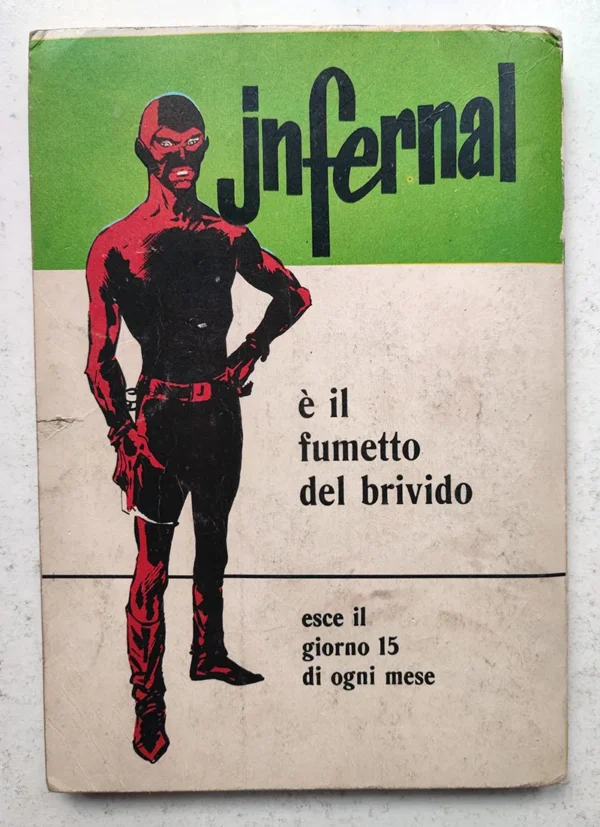 jnfernal
è il
fumetto
del brivido
esce il
giorno 15
di ogni mese
J